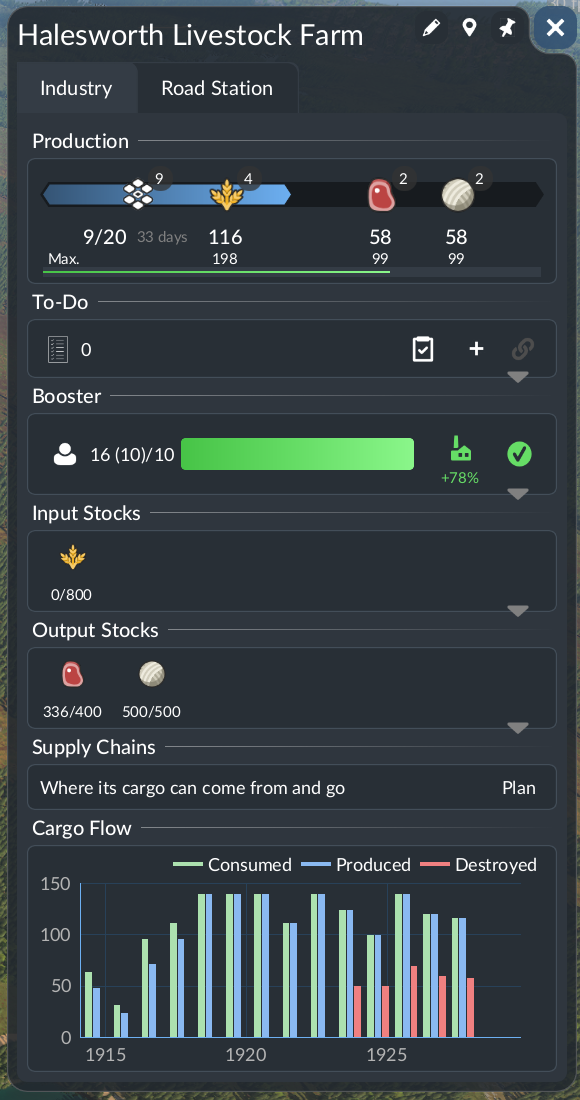 Halesworth Livestock Farm
Industry Road Station
Production
9 4 2 2
9/20 33 days 116 58 58
Max. 198 99 99
To-Do
0
Booster
16 (10)/10
+78%
Input Stocks
0/800
Output Stocks
336/400 500/500
Supply Chains
Where its cargo can come from and go Plan
Cargo Flow
Consumed Produced Destroyed
150
100
50
0
1915 1920 1925